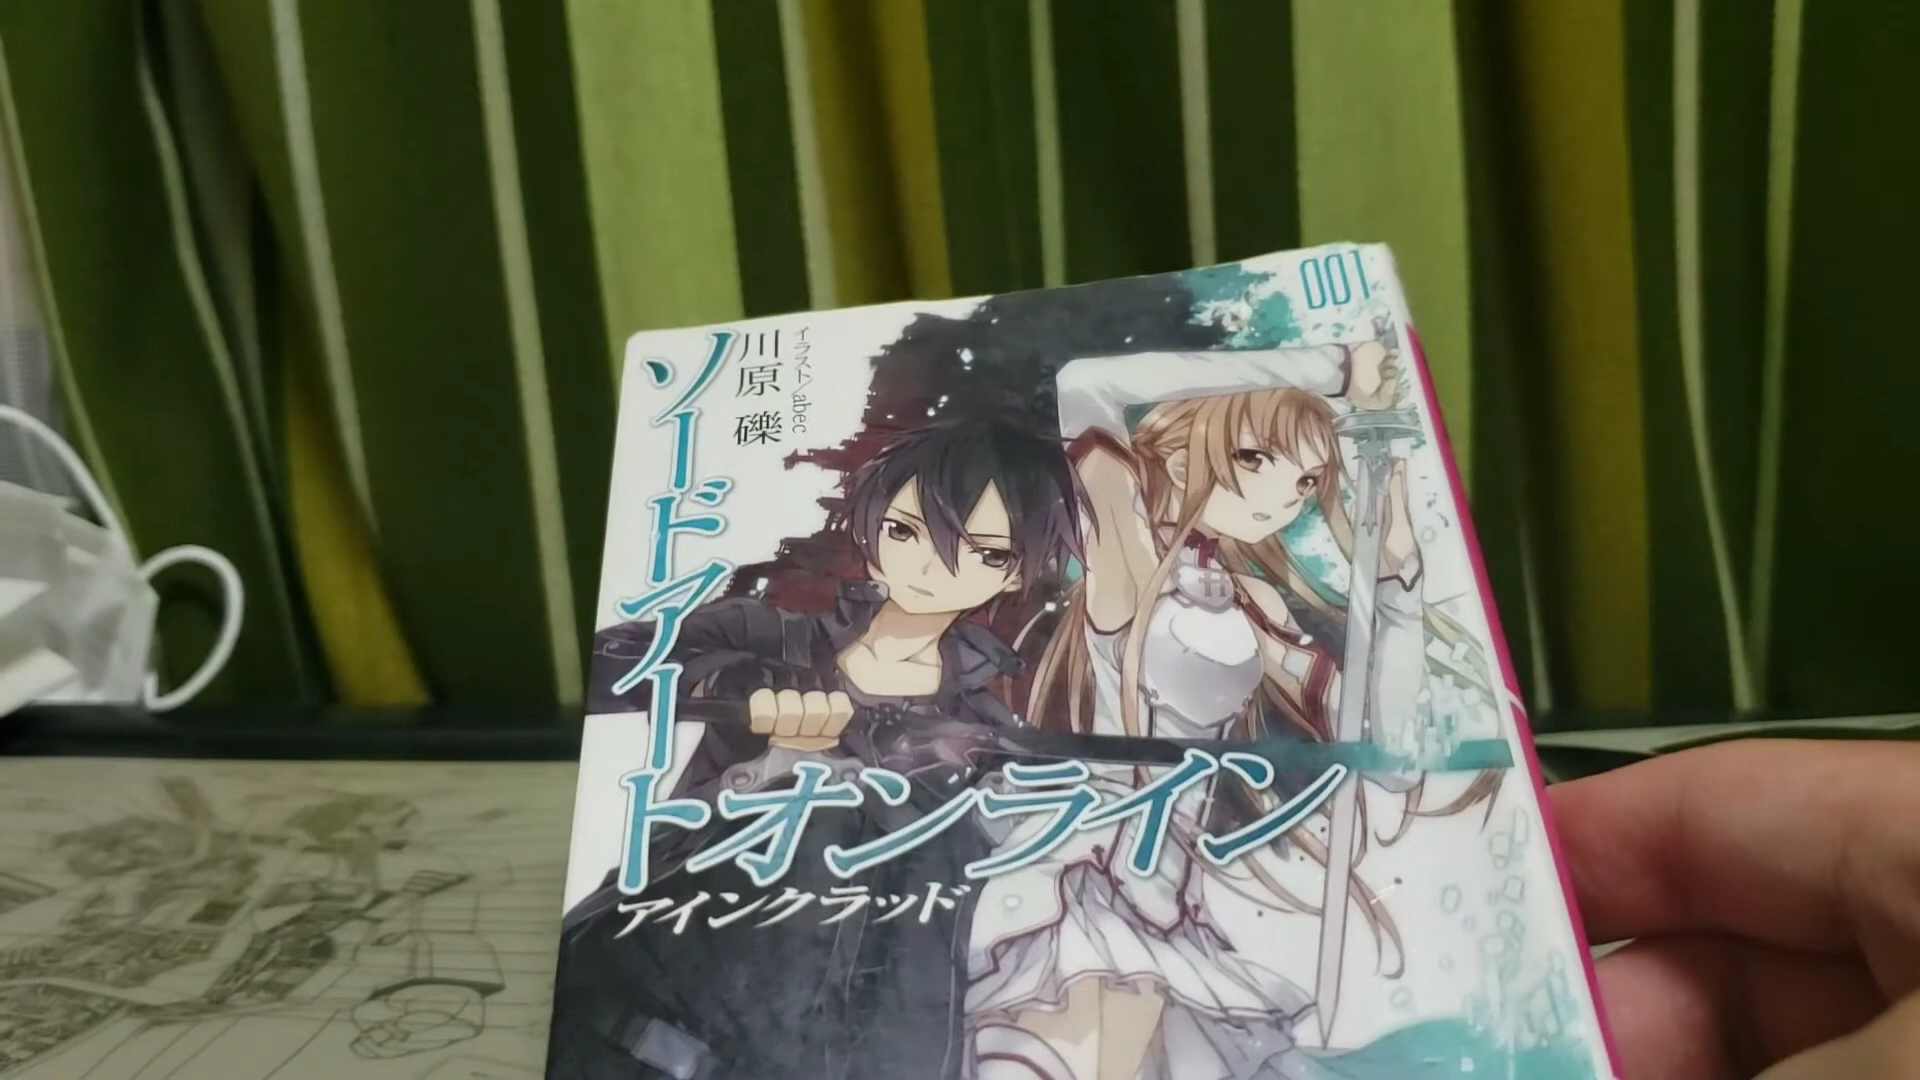 ソードアートオンライン
アインクラッド
川原 礫
イラスト/abec
001